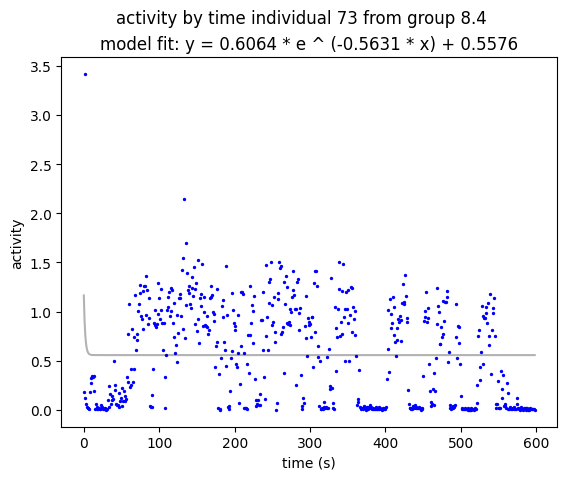 activity by time individual 73 from group 8.4
model fit: y = 0.6064 * e ^ (-0.5631 * x) + 0.5576
3.5
3.0
2.5
2.0
1.5
1.0
0.5
0.0
activity
0 100 200 300 400 500 600
time (s)